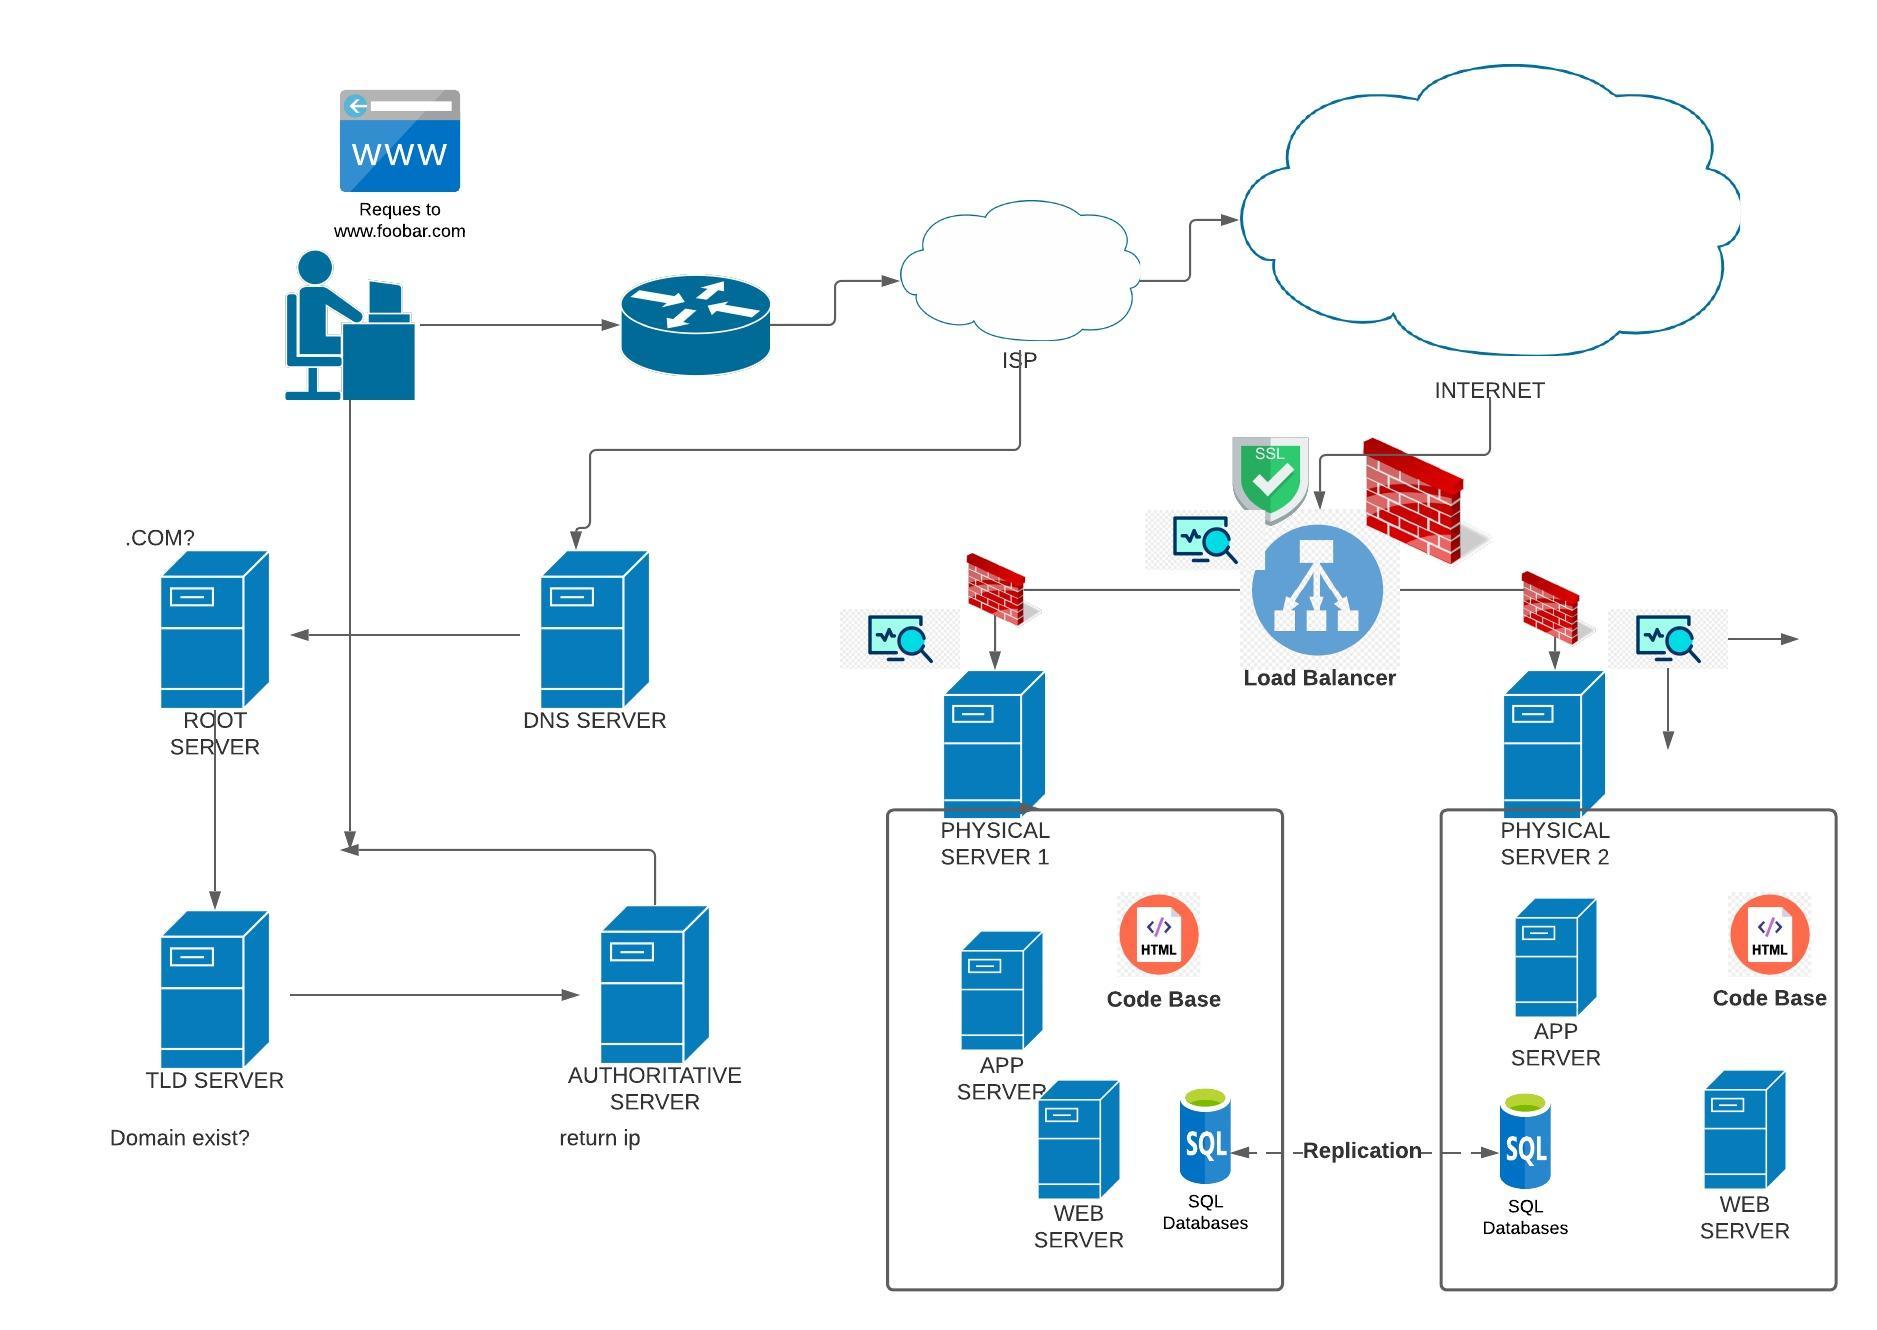 WWW
Reques to
www.foobar.com
ISP
INTERNET
SSL
.COM?
ROOT
SERVER
DNS SERVER
Load Balancer
PHYSICAL
SERVER 1
PHYSICAL
SERVER 2
HTML
Code Base
HTML
Code Base
APP
SERVER
APP
SERVER
TLD SERVER
AUTHORITATIVE
SERVER
Domain exist?
return ip
SQL
Replication
SQL
WEB
SERVER
SQL
Databases
SQL
Databases
WEB
SERVER